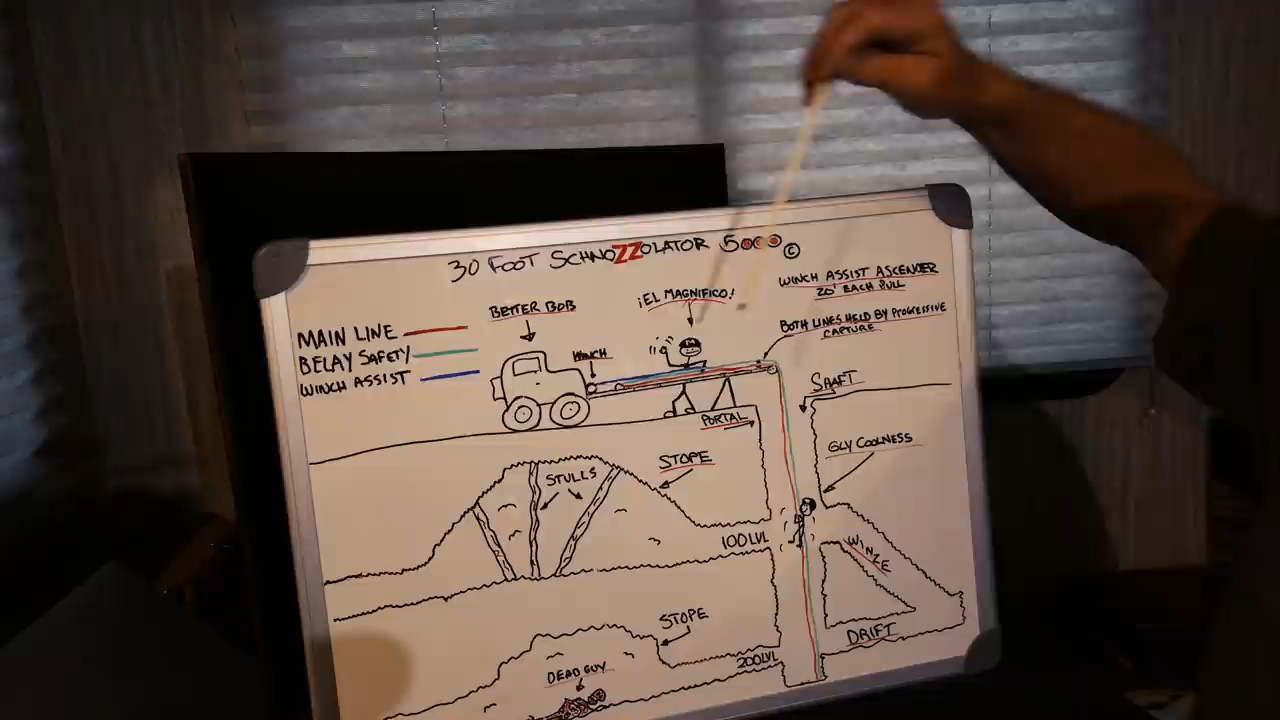 30 FOOT SCHNOZZOLATOR 5000 ©
WINCH ASSIST ASCENDER
20' EACH PULL
BETTER BOB
¡EL MAGNIFICO!
BOTH LINES HELD BY PROGRESSIVE
CAPTURE
MAIN LINE
BELAY SAFETY
WINCH ASSIST
WINCH
SHAFT
PORTAL
GLY COOLNESS
STOPE
STULLS
100 LVL
WINZE
STOPE
DRIFT
200 LVL
DEAD GUY